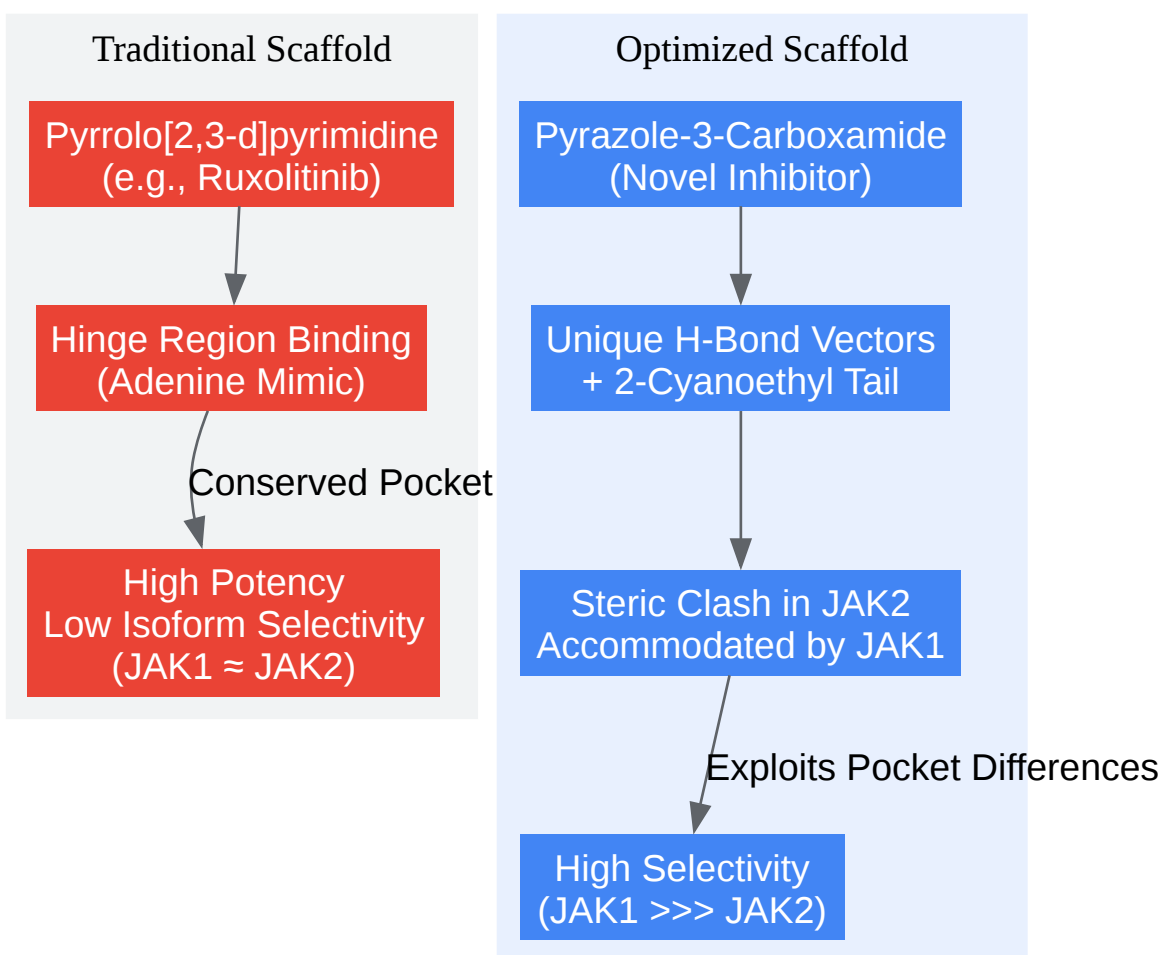 Traditional Scaffold
Pyrrolo[2,3-d]pyrimidine
(e.g., Ruxolitinib)
Hinge Region Binding
(Adenine Mimic)
Conserved Pocket
High Potency
Low Isoform Selectivity
(JAK1 ≈ JAK2)
Optimized Scaffold
Pyrazole-3-Carboxamide
(Novel Inhibitor)
Unique H-Bond Vectors
+ 2-Cyanoethyl Tail
Steric Clash in JAK2
Accommodated by JAK1
Exploits Pocket Differences
High Selectivity
(JAK1 >>> JAK2)